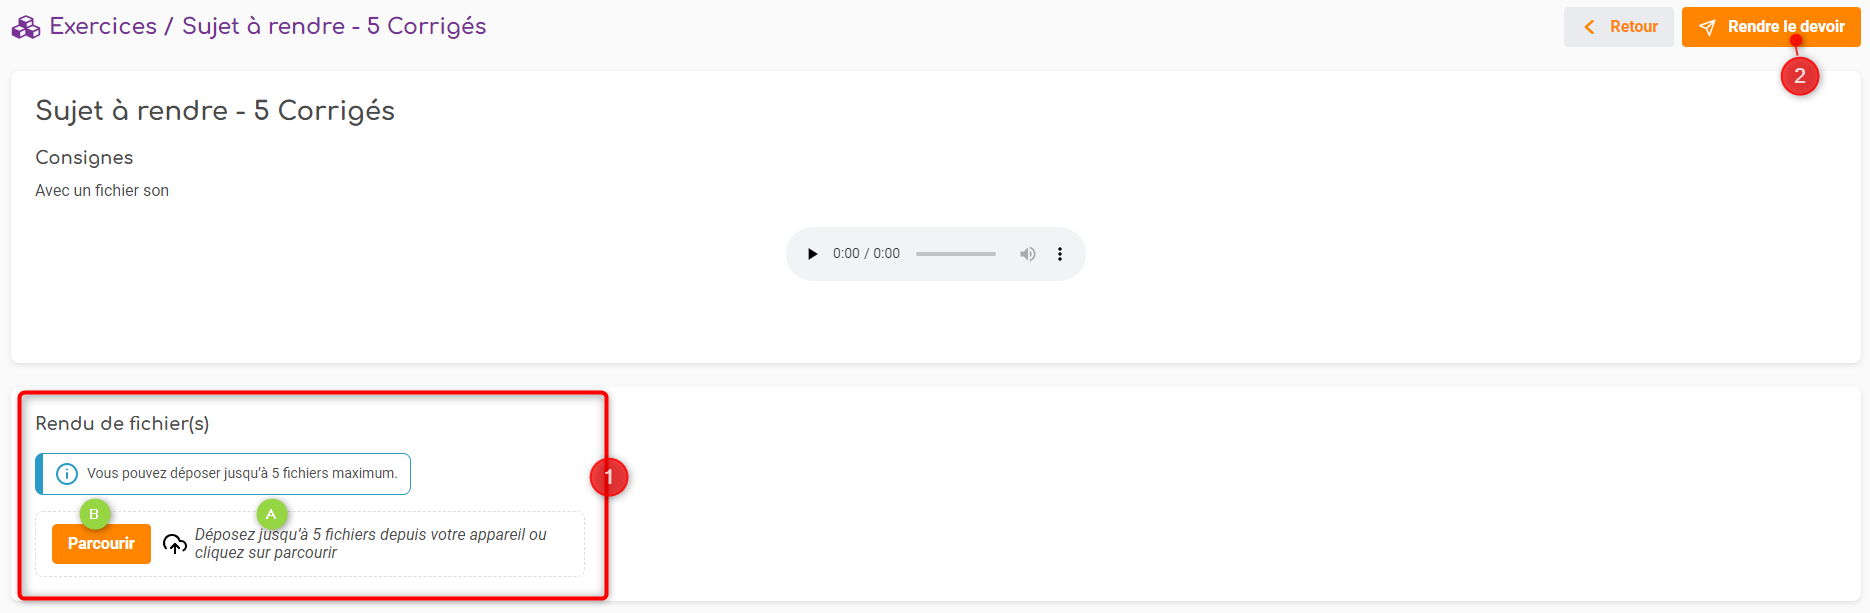 Exercices / Sujet à rendre - 5 Corrigés
Retour
Rendre le devoir
2
Sujet à rendre - 5 Corrigés
Consignes
Avec un fichier son
0:00 / 0:00
Rendu de fichier(s)
Vous pouvez déposer jusqu'à 5 fichiers maximum.
1
B
A
Parcourir
Déposez jusqu'à 5 fichiers depuis votre appareil ou
cliquez sur parcourir